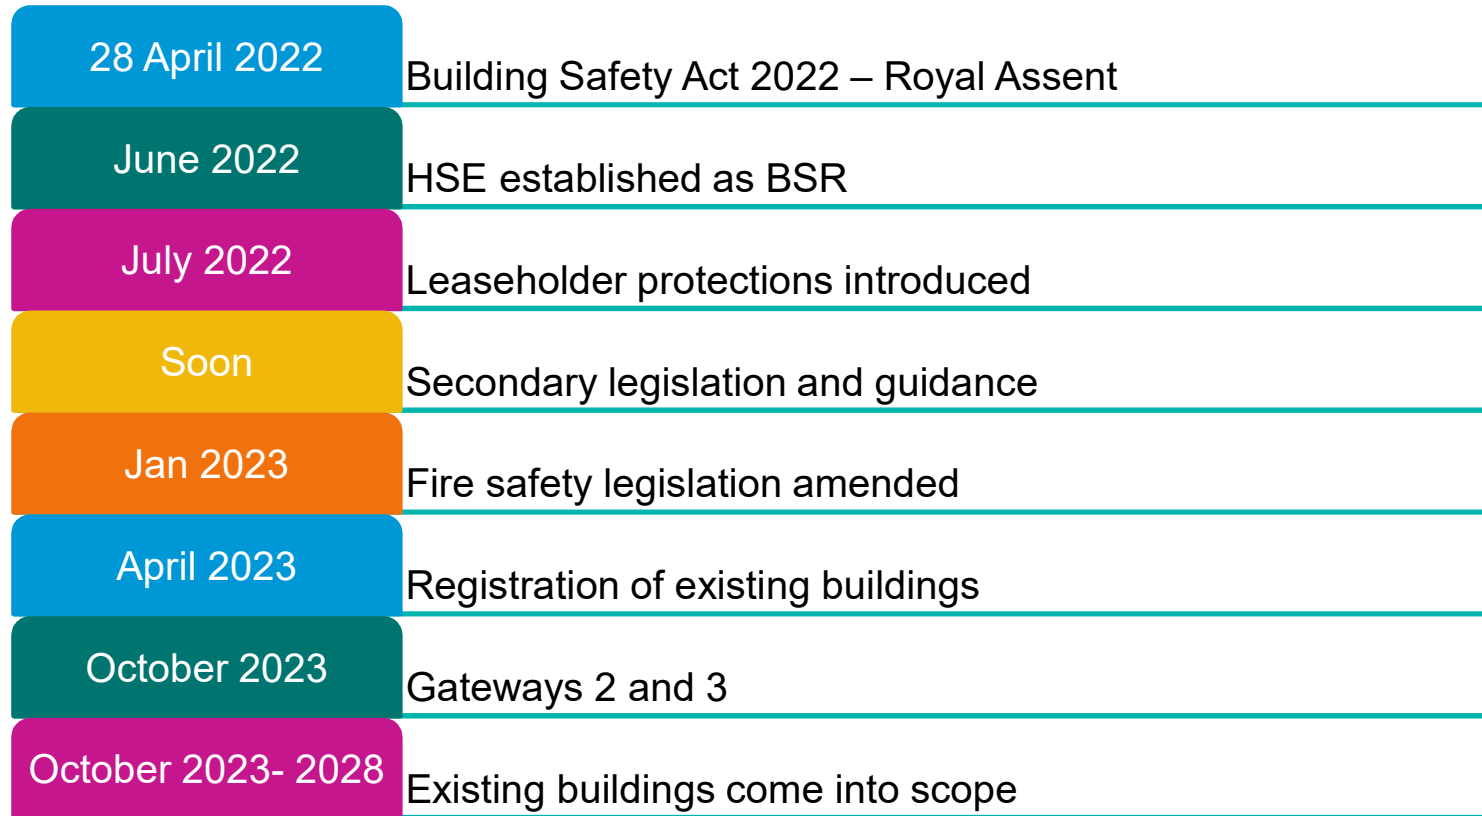 28 April 2022
Building Safety Act 2022 – Royal Assent
June 2022
HSE established as BSR
July 2022
Leaseholder protections introduced
Soon
Secondary legislation and guidance
Jan 2023
Fire safety legislation amended
April 2023
Registration of existing buildings
October 2023
Gateways 2 and 3
October 2023- 2028
Existing buildings come into scope